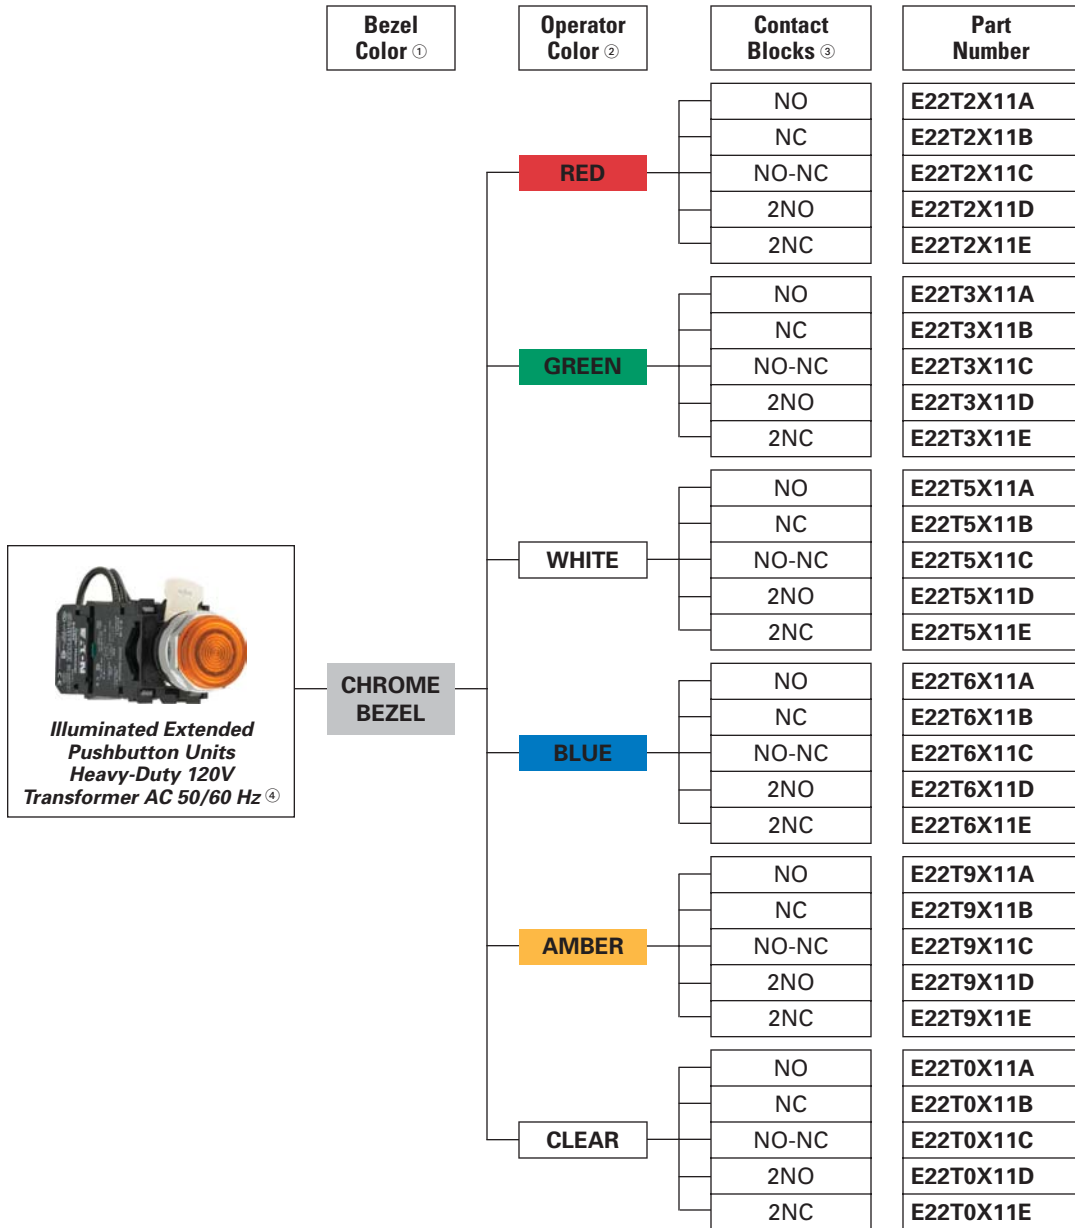 Bezel
Color ①
Operator
Color ②
Contact
Blocks ③
Part
Number
RED
NO E22T2X11A
NC E22T2X11B
NO-NC E22T2X11C
2NO E22T2X11D
2NC E22T2X11E
GREEN
NO E22T3X11A
NC E22T3X11B
NO-NC E22T3X11C
2NO E22T3X11D
2NC E22T3X11E
WHITE
NO E22T5X11A
NC E22T5X11B
NO-NC E22T5X11C
2NO E22T5X11D
2NC E22T5X11E
Illuminated Extended
Pushbutton Units
Heavy-Duty 120V
Transformer AC 50/60 Hz ④
CHROME
BEZEL
BLUE
NO E22T6X11A
NC E22T6X11B
NO-NC E22T6X11C
2NO E22T6X11D
2NC E22T6X11E
AMBER
NO E22T9X11A
NC E22T9X11B
NO-NC E22T9X11C
2NO E22T9X11D
2NC E22T9X11E
CLEAR
NO E22T0X11A
NC E22T0X11B
NO-NC E22T0X11C
2NO E22T0X11D
2NC E22T0X11E